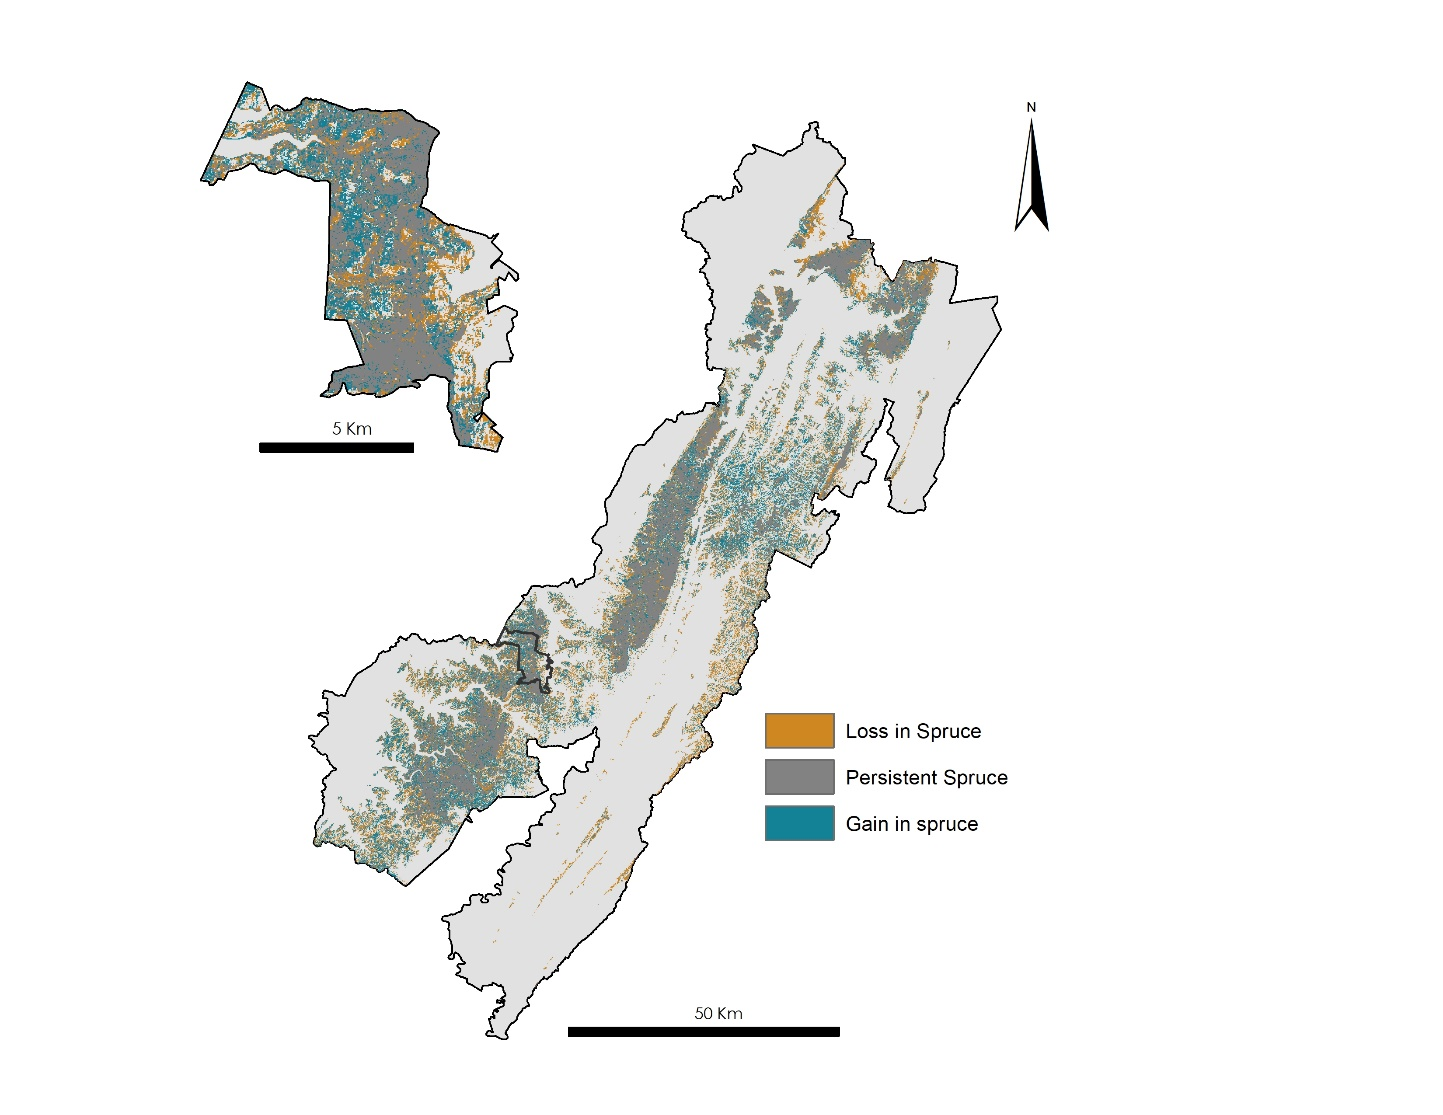 N
5 Km
Loss in Spruce
Persistent Spruce
Gain in spruce
50 Km